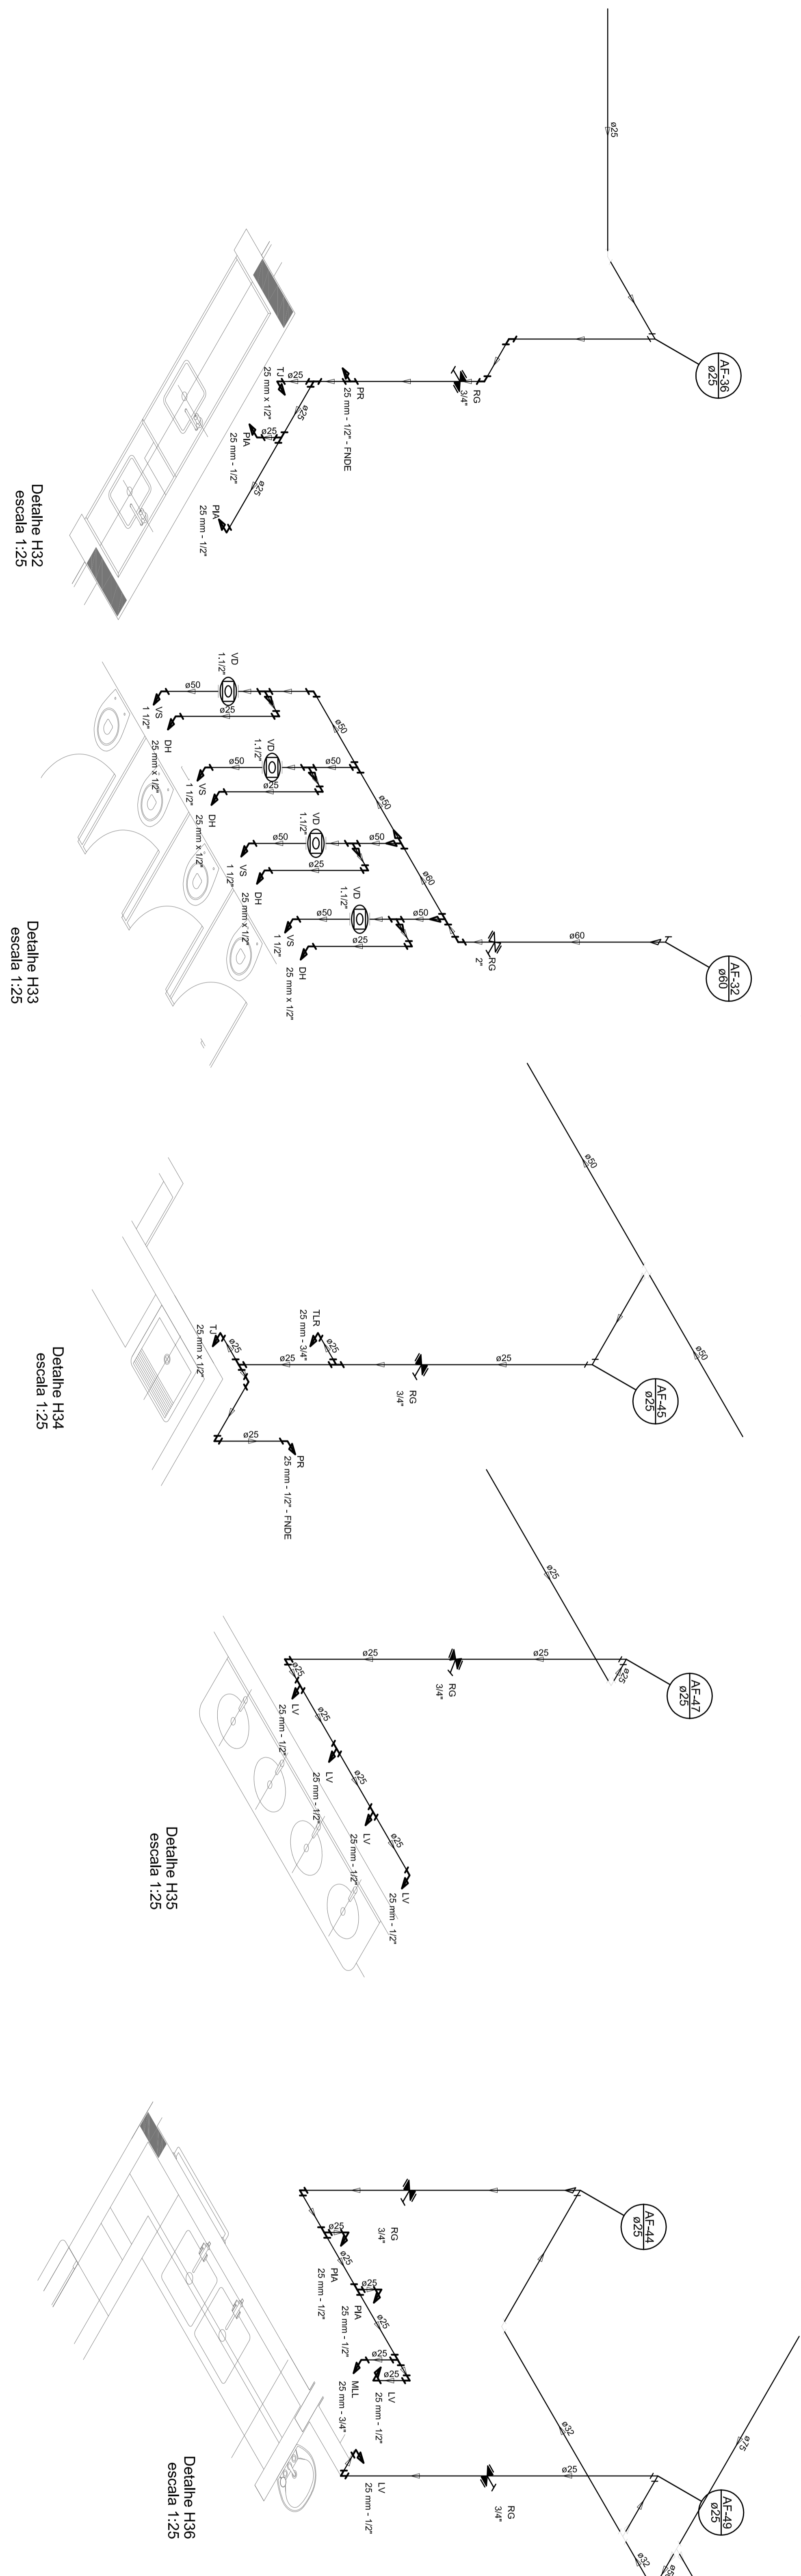 ø25
AF-36
ø25
RG
3/4"
PR
25 mm - 1/2" - FNDE
ø25
TJ
25 mm x 1/2"
ø25
ø25
PIA
25 mm - 1/2"
ø25
PIA
25 mm - 1/2"
Detalhe H32
escala 1:25
AF-32
ø60
ø60
RG
2"
ø60
ø50
ø50
VD
1.1/2"
ø50
VS
1 1/2"
ø25
DH
25 mm x 1/2"
ø50
VD
1.1/2"
ø50
VS
1 1/2"
ø25
DH
25 mm x 1/2"
ø50
VD
1.1/2"
ø50
VS
1 1/2"
ø25
DH
25 mm x 1/2"
ø50
VD
1.1/2"
ø50
VS
1 1/2"
ø25
DH
25 mm x 1/2"
Detalhe H33
escala 1:25
ø50
ø50
AF-45
ø25
ø25
RG
3/4"
TLR
25 mm - 3/4"
ø25
ø25
TJ
25 mm x 1/2"
ø25
ø25
PR
25 mm - 1/2" - FNDE
Detalhe H34
escala 1:25
ø25
AF-47
ø25
ø25
ø25
RG
3/4"
ø25
ø25
LV
25 mm - 1/2"
ø25
LV
25 mm - 1/2"
ø25
LV
25 mm - 1/2"
ø25
LV
25 mm - 1/2"
Detalhe H35
escala 1:25
AF-44
ø25
RG
3/4"
ø25
ø25
PIA
25 mm - 1/2"
ø25
PIA
25 mm - 1/2"
ø25
ø25
MLL
25 mm - 3/4"
ø25
LV
25 mm - 1/2"
ø32
ø75
AF-49
ø25
ø25
RG
3/4"
LV
25 mm - 1/2"
ø32
Detalhe H36
escala 1:25